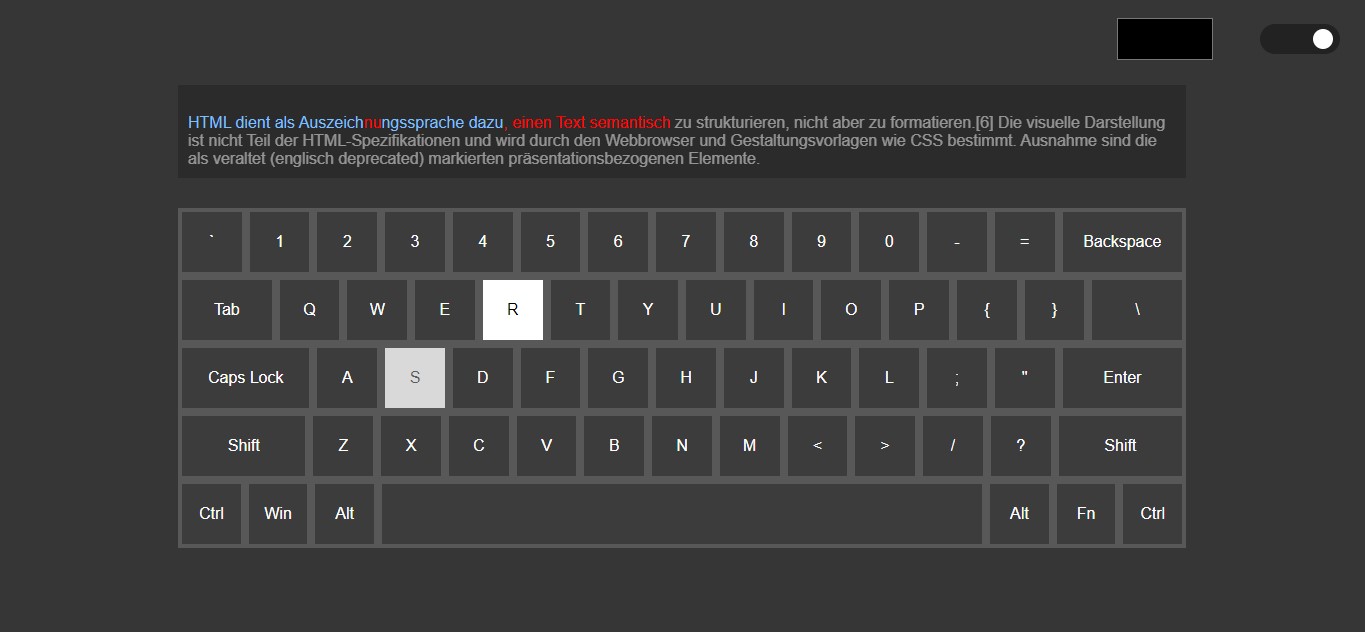 HTML dient als Auszeichnungssprache dazu, einen Text semantisch zu strukturieren, nicht aber zu formatieren.[6] Die visuelle Darstellung
ist nicht Teil der HTML-Spezifikationen und wird durch den Webbrowser und Gestaltungsvorlagen wie CSS bestimmt. Ausnahme sind die
als veraltet (englisch deprecated) markierten präsentationsbezogenen Elemente.
` 1 2 3 4 5 6 7 8 9 0 - = Backspace
Tab Q W E R T Y U I O P { } \
Caps Lock A S D F G H J K L ; " Enter
Shift Z X C V B N M < > / ? Shift
Ctrl Win Alt Alt Fn Ctrl